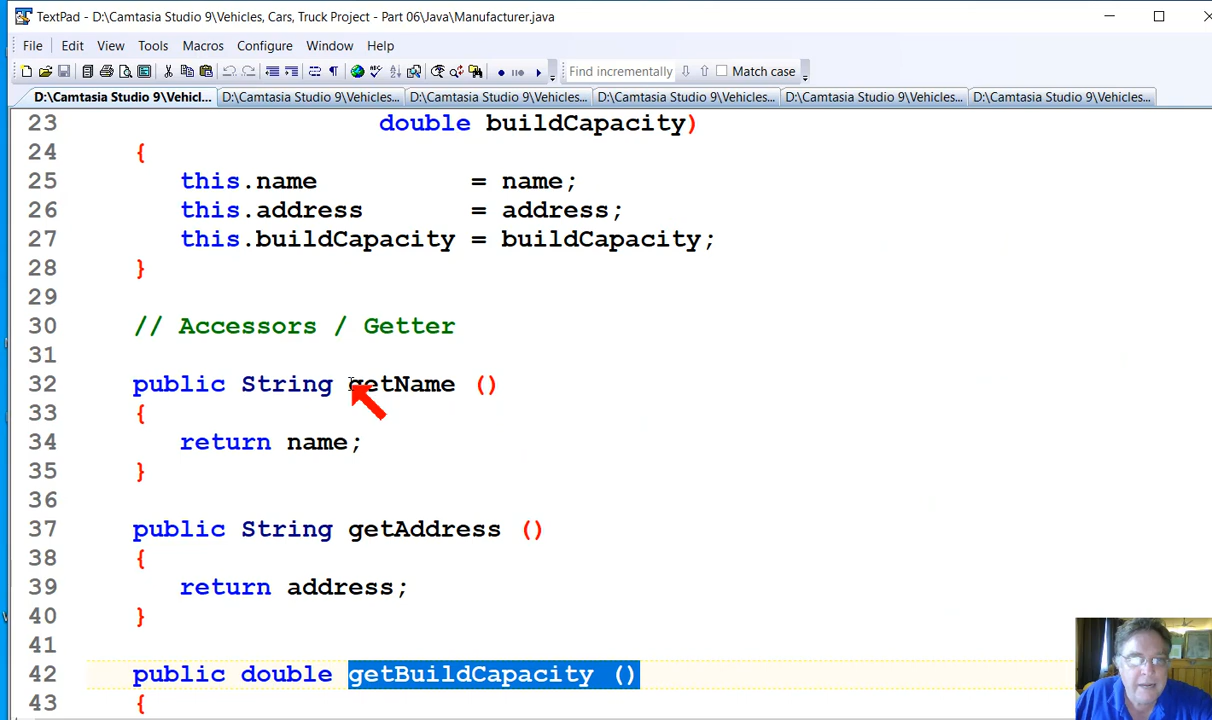 TextPad - D:\Camtasia Studio 9\Vehicles, Cars, Truck Project - Part 06\Java\Manufacturer.java
File Edit View Tools Macros Configure Window Help
Find incrementally Match case
D:\Camtasia Studio 9\Vehicl... D:\Camtasia Studio 9\Vehicles... D:\Camtasia Studio 9\Vehicles... D:\Camtasia Studio 9\Vehicles... D:\Camtasia Studio 9\Vehicles... D:\Camtasia Studio 9\Vehicles...
23 double buildCapacity)
24 {
25 this.name = name;
26 this.address = address;
27 this.buildCapacity = buildCapacity;
28 }
29
30 // Accessors / Getter
31
32 public String getName ()
33 {
34 return name;
35 }
36
37 public String getAddress ()
38 {
39 return address;
40 }
41
42 public double getBuildCapacity ()
43 {